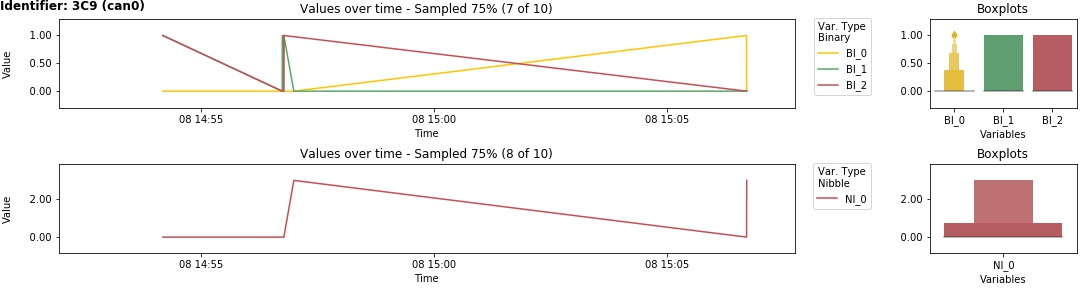 Identifier: 3C9 (can0)
Values over time - Sampled 75% (7 of 10)
Value
1.00
0.50
0.00
08 14:55
08 15:00
08 15:05
Time
Var. Type
Binary
BI_0
BI_1
BI_2
Boxplots
1.00
0.50
0.00
BI_0
BI_1
BI_2
Variables
Values over time - Sampled 75% (8 of 10)
Value
2.00
0.00
08 14:55
08 15:00
08 15:05
Time
Var. Type
Nibble
NI_0
Boxplots
2.00
0.00
NI_0
Variables